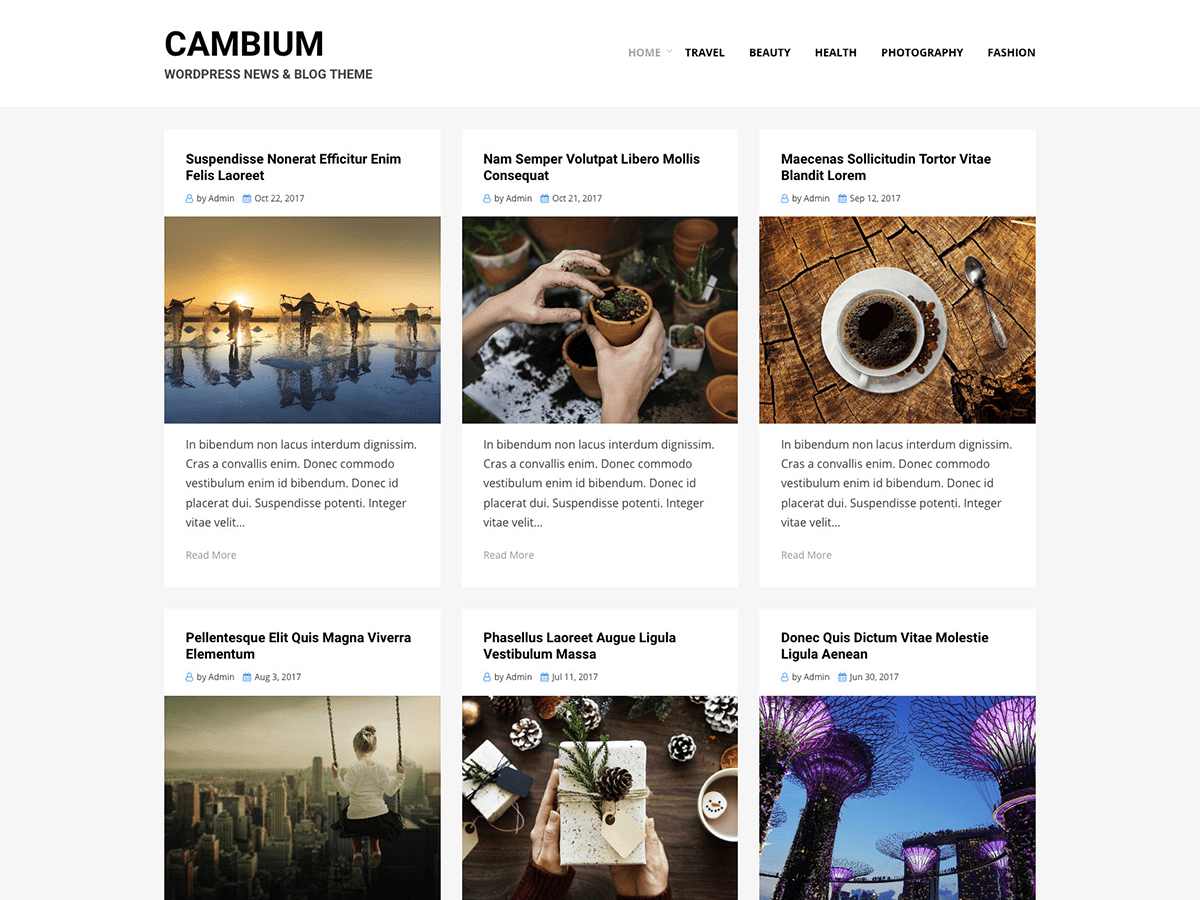 CAMBIUM
WORDPRESS NEWS & BLOG THEME
HOME TRAVEL BEAUTY HEALTH PHOTOGRAPHY FASHION
Suspendisse Nonerat Efficitur Enim
Felis Laoreet
by Admin Oct 22, 2017
In bibendum non lacus interdum dignissim.
Cras a convallis enim. Donec commodo
vestibulum enim id bibendum. Donec id
placerat dui. Suspendisse potenti. Integer
vitae velit...
Read More
Nam Semper Volutpat Libero Mollis
Consequat
by Admin Oct 21, 2017
In bibendum non lacus interdum dignissim.
Cras a convallis enim. Donec commodo
vestibulum enim id bibendum. Donec id
placerat dui. Suspendisse potenti. Integer
vitae velit...
Read More
Maecenas Sollicitudin Tortor Vitae
Blandit Lorem
by Admin Sep 12, 2017
In bibendum non lacus interdum dignissim.
Cras a convallis enim. Donec commodo
vestibulum enim id bibendum. Donec id
placerat dui. Suspendisse potenti. Integer
vitae velit...
Read More
Pellentesque Elit Quis Magna Viverra
Elementum
by Admin Aug 3, 2017
Phasellus Laoreet Augue Ligula
Vestibulum Massa
by Admin Jul 11, 2017
Donec Quis Dictum Vitae Molestie
Ligula Aenean
by Admin Jun 30, 2017